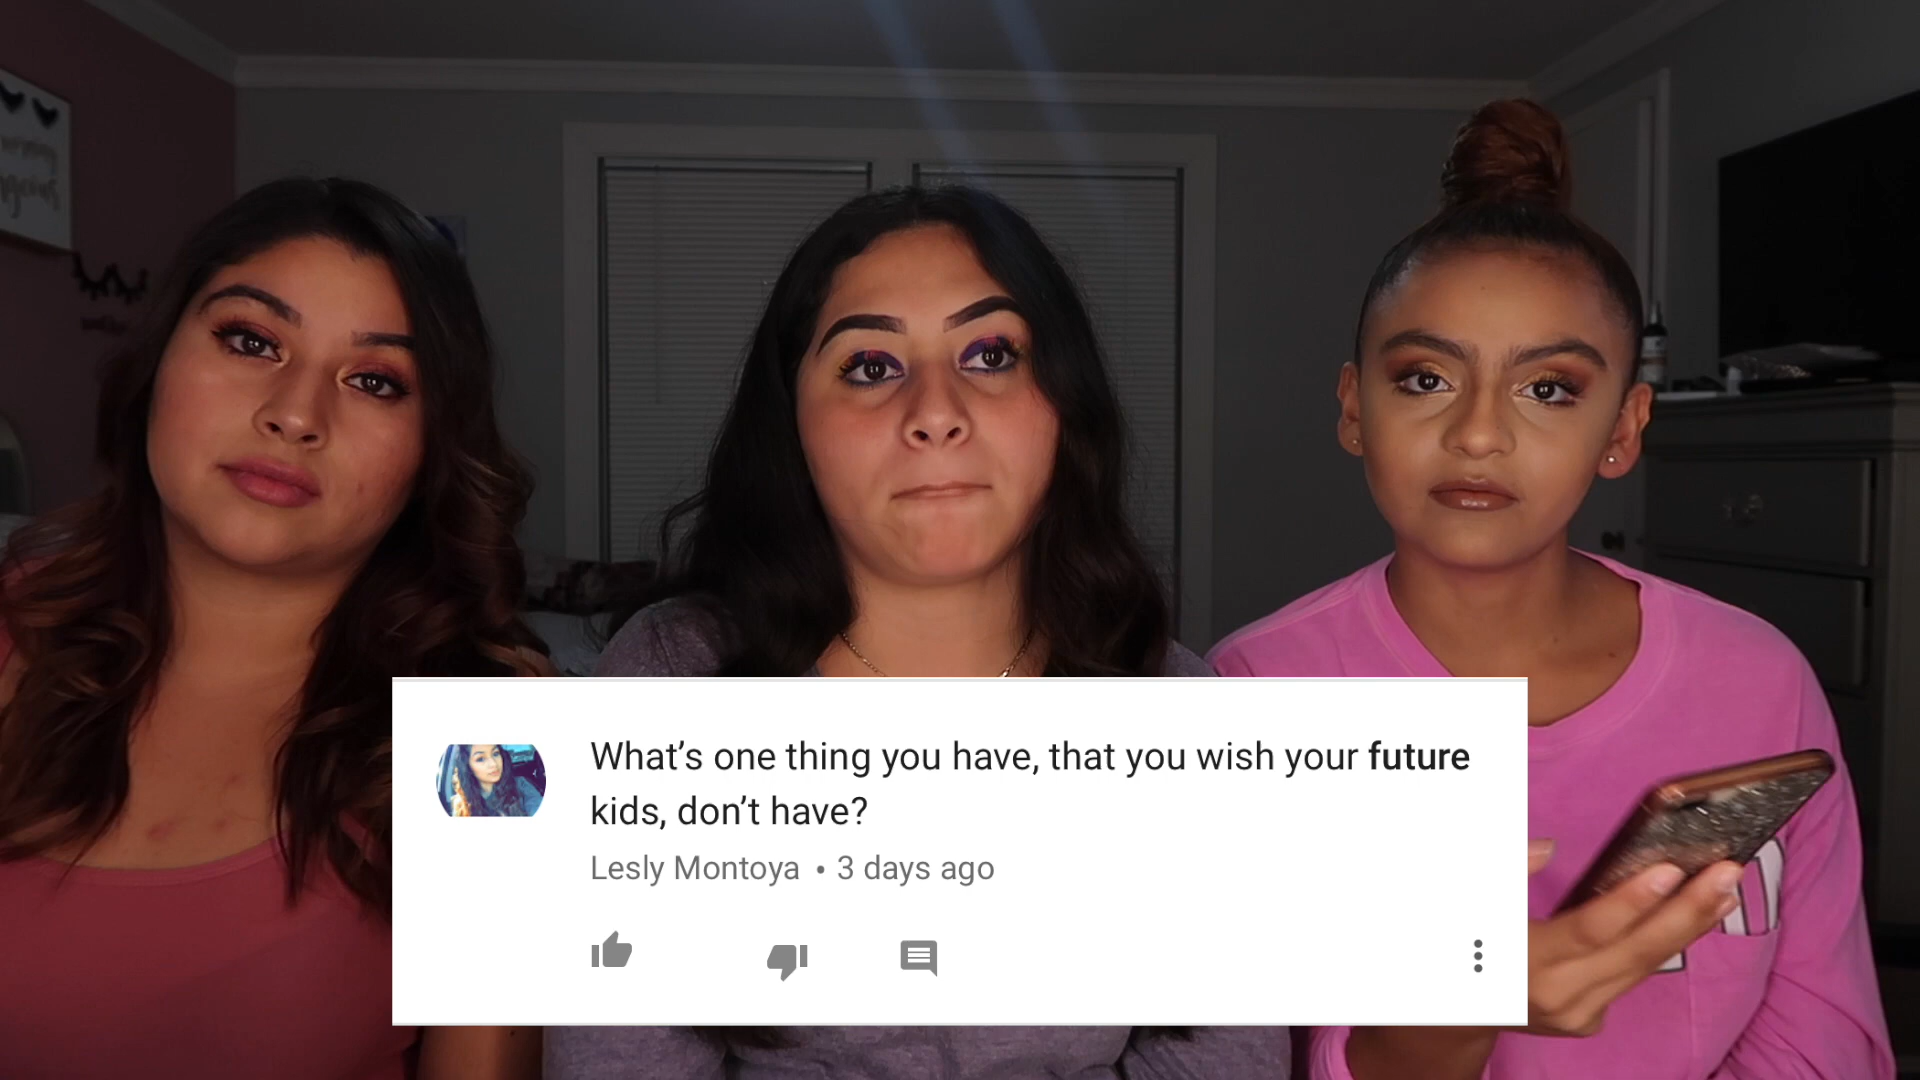 What's one thing you have, that you wish your future
kids, don't have?
Lesly Montoya • 3 days ago